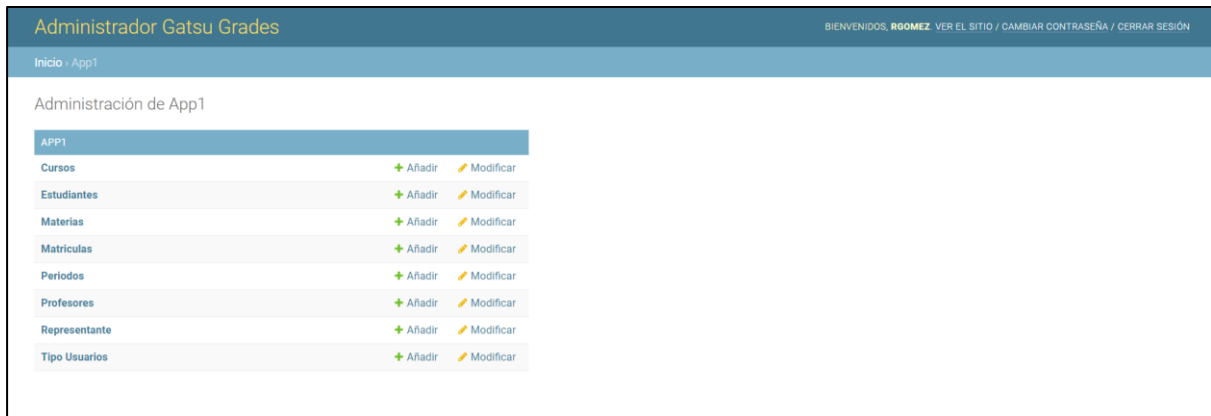 Administrador Gatsu Grades
BIENVENIDOS, RGOMEZ. VER EL SITIO / CAMBIAR CONTRASEÑA / CERRAR SESIÓN
Inicio › App1
Administración de App1
APP1
Cursos Añadir Modificar
Estudiantes Añadir Modificar
Materias Añadir Modificar
Matriculas Añadir Modificar
Periodos Añadir Modificar
Profesores Añadir Modificar
Representante Añadir Modificar
Tipo Usuarios Añadir Modificar